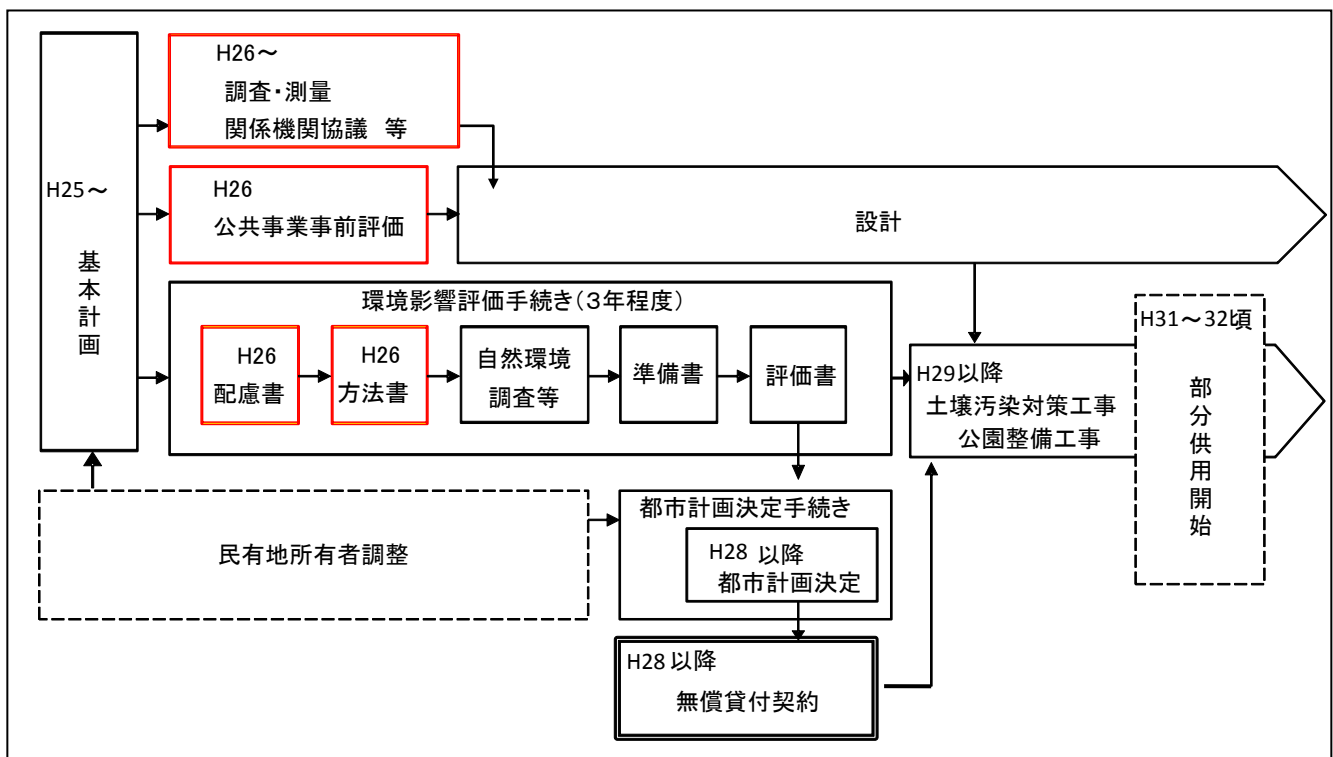 H26～
調査・測量
関係機関協議　等
H25～
基本計画
H26
公共事業事前評価
設計
環境影響評価手続き（３年程度）
H26
配慮書
H26
方法書
自然環境
調査等
準備書
評価書
H29以降
土壌汚染対策工事
公園整備工事
H31～32頃
部分供用開始
民有地所有者調整
都市計画決定手続き
H28 以降
都市計画決定
H28以降
無償貸付契約